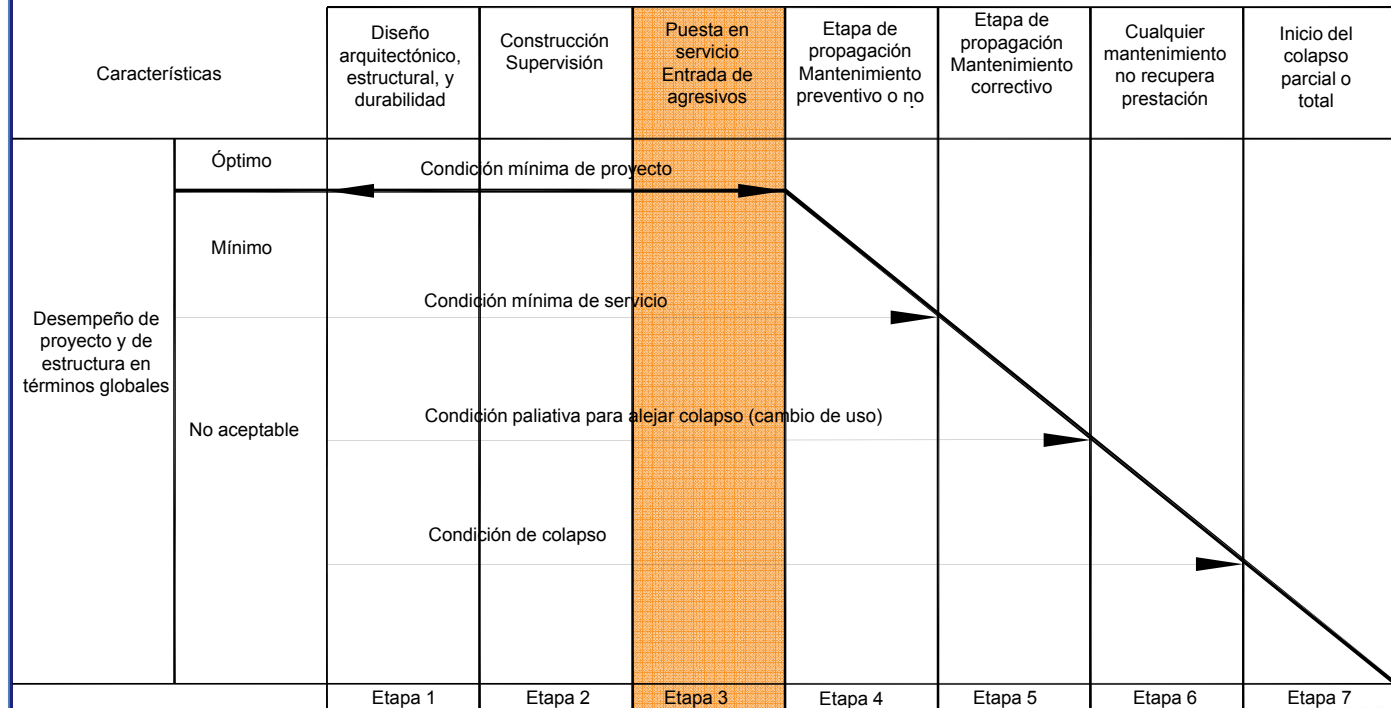 Características
Diseño
arquitectónico,
estructural, y
durabilidad
Construcción
Supervisión
Puesta en
servicio
Entrada de
agresivos
Etapa de
propagación
Mantenimiento
preventivo o no
Etapa de
propagación
Mantenimiento
correctivo
Cualquier
mantenimiento
no recupera
prestación
Inicio del
colapso
parcial o
total
Desempeño de
proyecto y de
estructura en
términos globales
Óptimo
Condición mínima de proyecto
Mínimo
Condición mínima de servicio
No aceptable
Condición paliativa para alejar colapso (cambio de uso)
Condición de colapso
Etapa 1
Etapa 2
Etapa 3
Etapa 4
Etapa 5
Etapa 6
Etapa 7